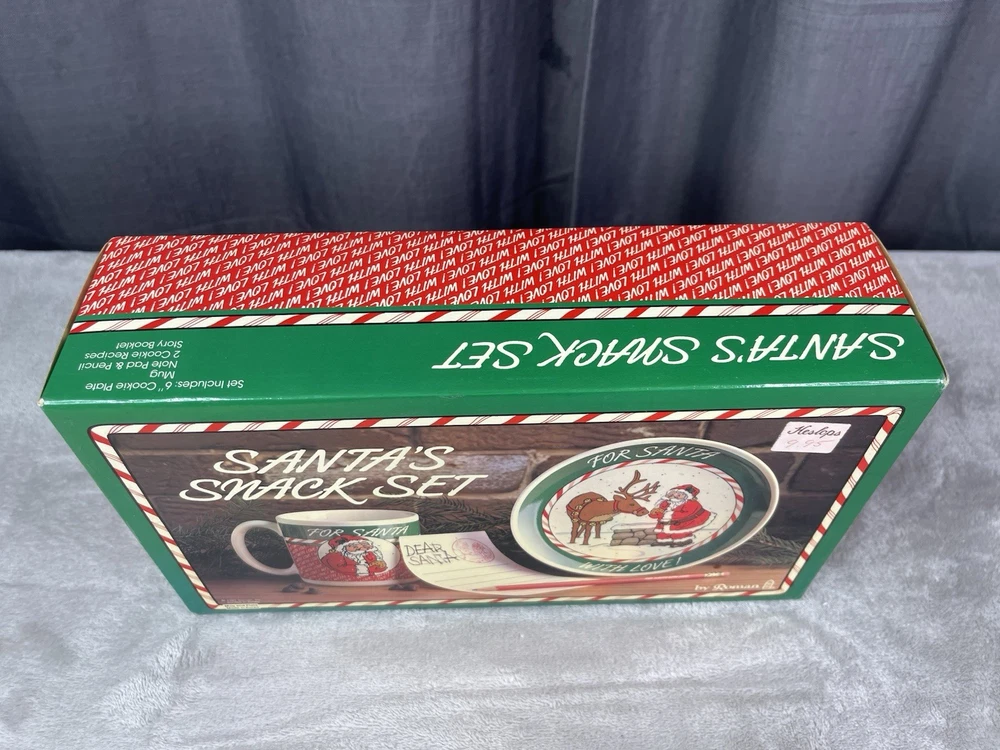 WITH LOVE! WITH LOVE! WITH LOVE! WITH LOVE!
SANTA'S SNACK SET
Set Includes: 6" Cookie Plate
Mug
Note Pad & Pencil
2 Cookie Recipes
Story Booklet
SANTA'S
SNACK SET
Heslops
9.95
FOR SANTA
WITH LOVE!
FOR SANTA
DEAR
SANTA
by Roman